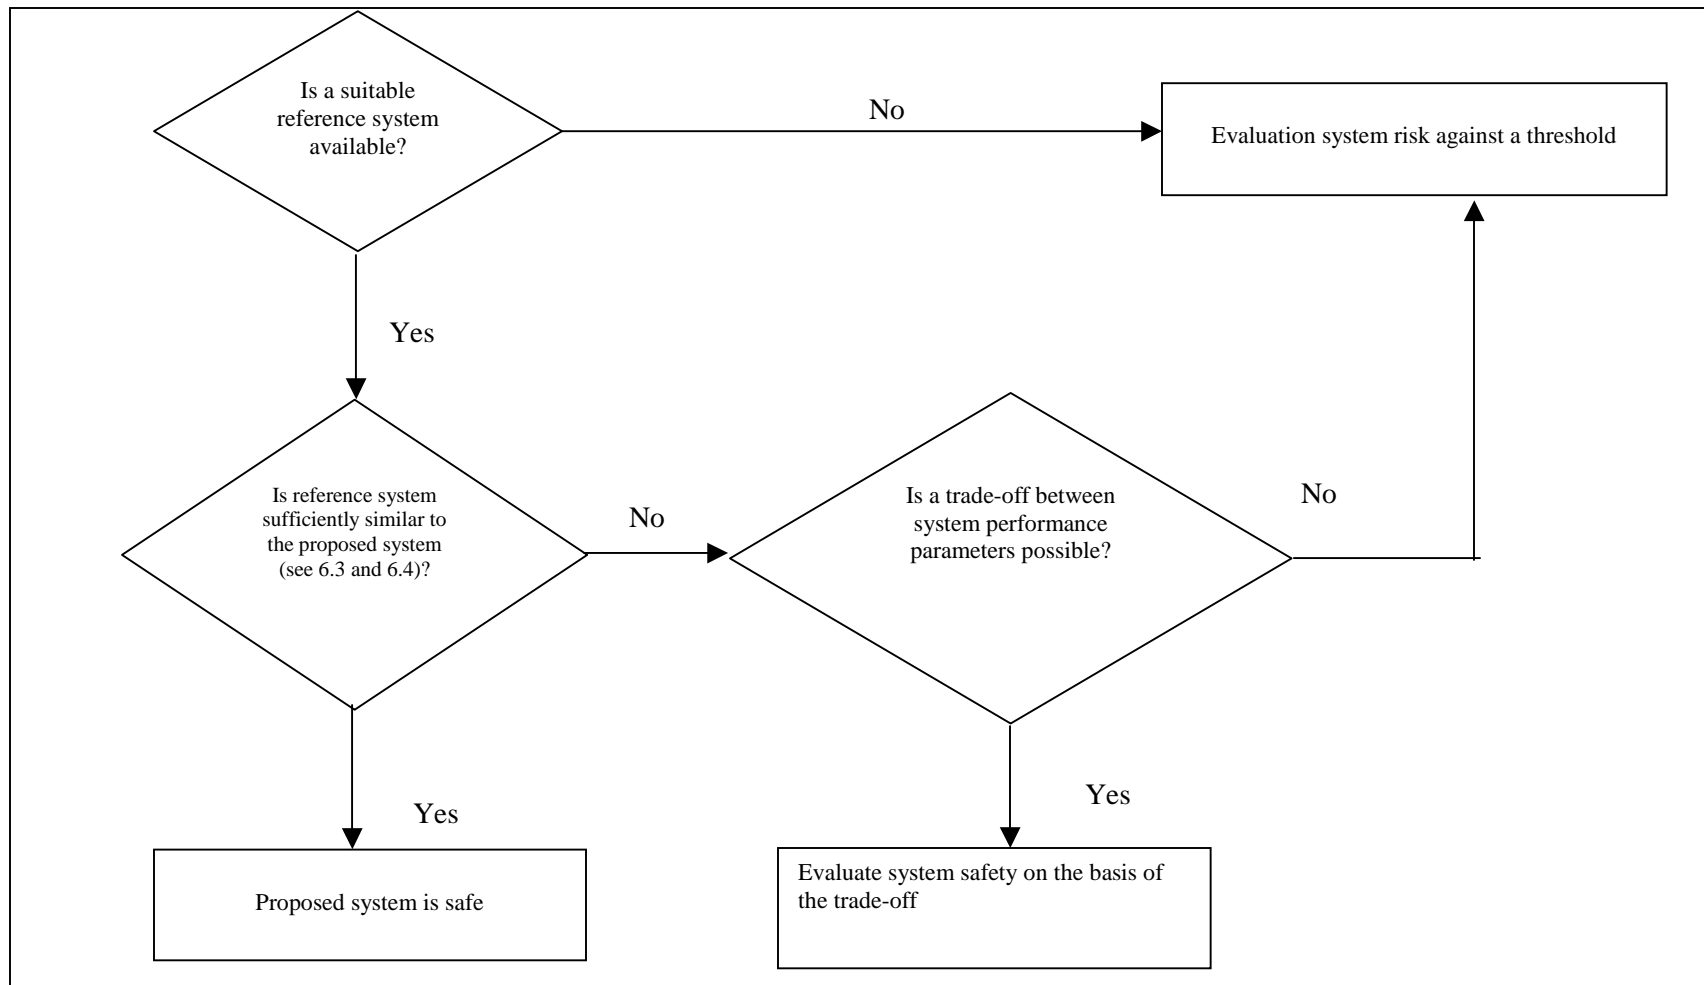 Is a suitable
reference system
available?
No
Evaluation system risk against a threshold
Yes
Is reference system
sufficiently similar to
the proposed system
(see 6.3 and 6.4)?
No
Is a trade-off between
system performance
parameters possible?
No
Yes
Yes
Proposed system is safe
Evaluate system safety on the basis of
the trade-off